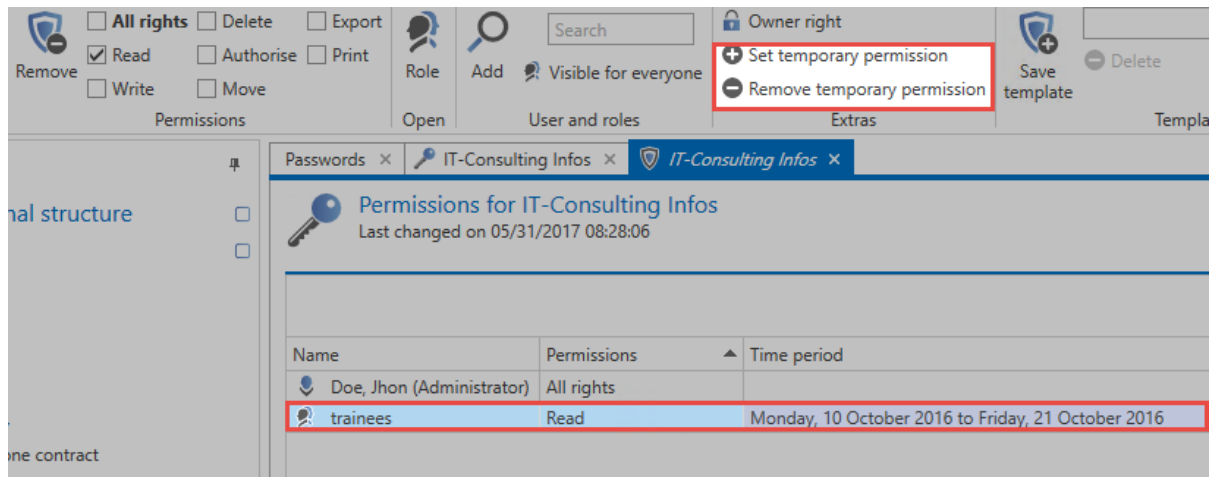 All rights Delete Export
Read Authorise Print
Write Move
Remove
Permissions
Role
Open
Add
Search
Visible for everyone
User and roles
Owner right
Set temporary permission
Remove temporary permission
Extras
Save
template
Delete
Templa
nal structure
one contract
Passwords × IT-Consulting Infos × IT-Consulting Infos ×
Permissions for IT-Consulting Infos
Last changed on 05/31/2017 08:28:06
Name Permissions Time period
Doe, Jhon (Administrator) All rights
trainees Read Monday, 10 October 2016 to Friday, 21 October 2016